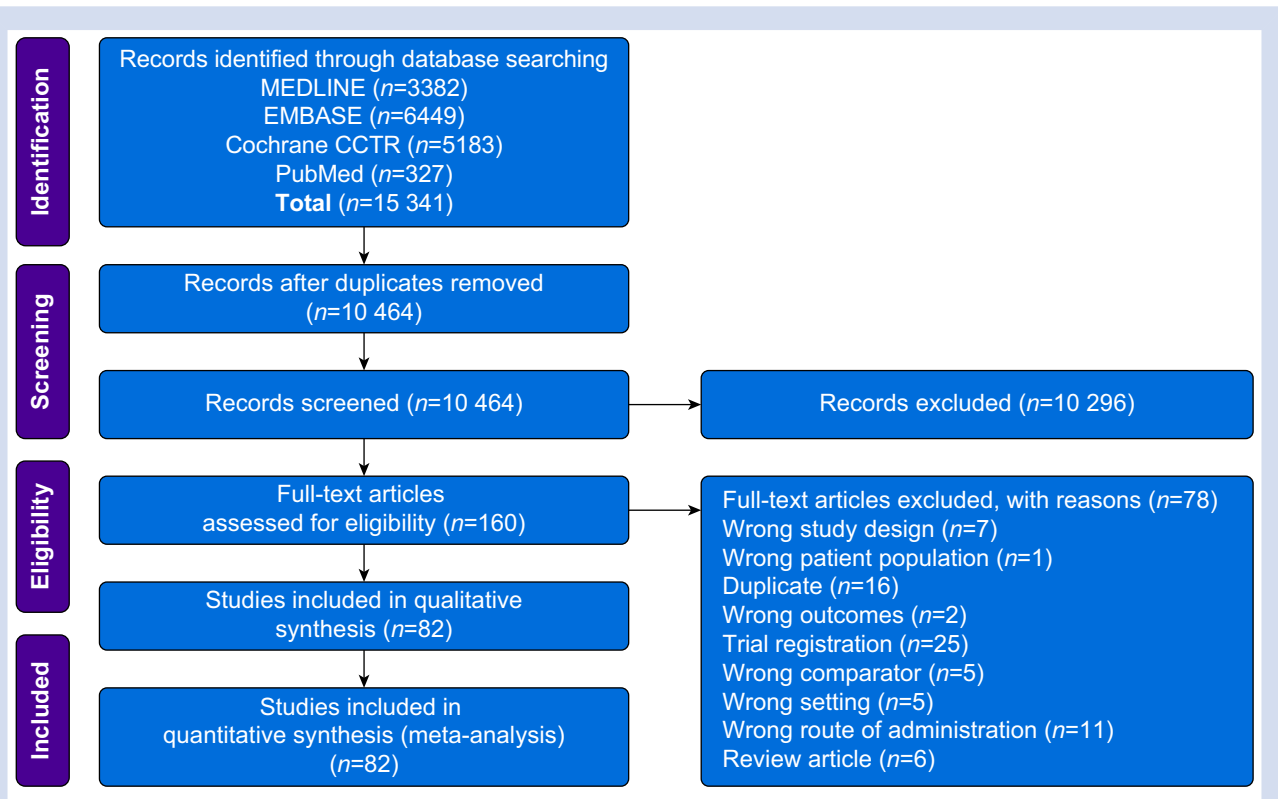 Identification
Records identified through database searching
MEDLINE (n=3382)
EMBASE (n=6449)
Cochrane CCTR (n=5183)
PubMed (n=327)
Total (n=15 341)
Screening
Records after duplicates removed
(n=10 464)
Records screened (n=10 464)
Records excluded (n=10 296)
Eligibility
Full-text articles
assessed for eligibility (n=160)
Full-text articles excluded, with reasons (n=78)
Wrong study design (n=7)
Wrong patient population (n=1)
Duplicate (n=16)
Wrong outcomes (n=2)
Trial registration (n=25)
Wrong comparator (n=5)
Wrong setting (n=5)
Wrong route of administration (n=11)
Review article (n=6)
Studies included in qualitative
synthesis (n=82)
Included
Studies included in
quantitative synthesis (meta-analysis)
(n=82)